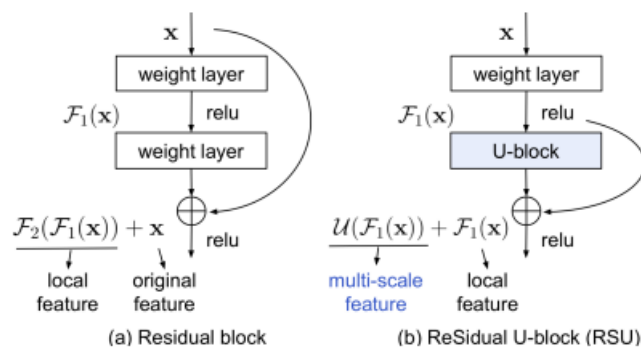 x
weight layer
F₁(x)
relu
weight layer
F₂(F₁(x)) + x
relu
local feature
original feature
(a) Residual block
x
weight layer
F₁(x)
relu
U-block
U(F₁(x)) + F₁(x)
relu
multi-scale feature
local feature
(b) ReSidual U-block (RSU)